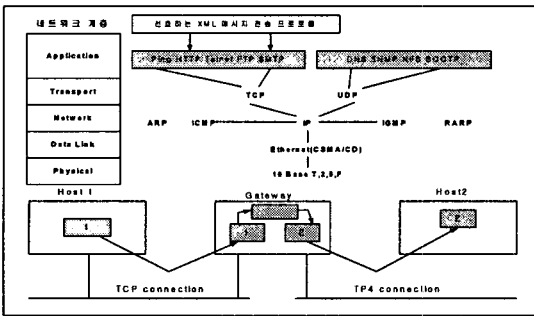 네트워크 계층
선호하는 XML 메시지 전송 프로토콜
Application
Ping HTTP Telnet FTP SMTP
DNS SNMP NFS BOOTP
Transport
TCP
UDP
Network
ARP
ICMP
IP
IGMP
RARP
Data Link
Ethernet(CSMA/CD)
Physical
10 Base T,2,5,F
Host 1
Gateway
Host2
1
1
2
2
TCP connection
TP4 connection